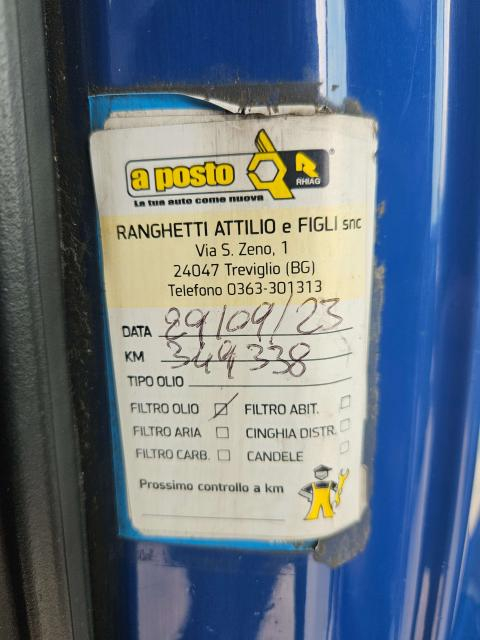 a posto
RHIAG
La tua auto come nuova
RANGHETTI ATTILIO e FIGLI snc
Via S. Zeno, 1
24047 Treviglio (BG)
Telefono 0363-301313
DATA 29/09/23
KM 349338
TIPO OLIO
FILTRO OLIO FILTRO ABIT.
FILTRO ARIA CINGHIA DISTR.
FILTRO CARB. CANDELE
Prossimo controllo a km